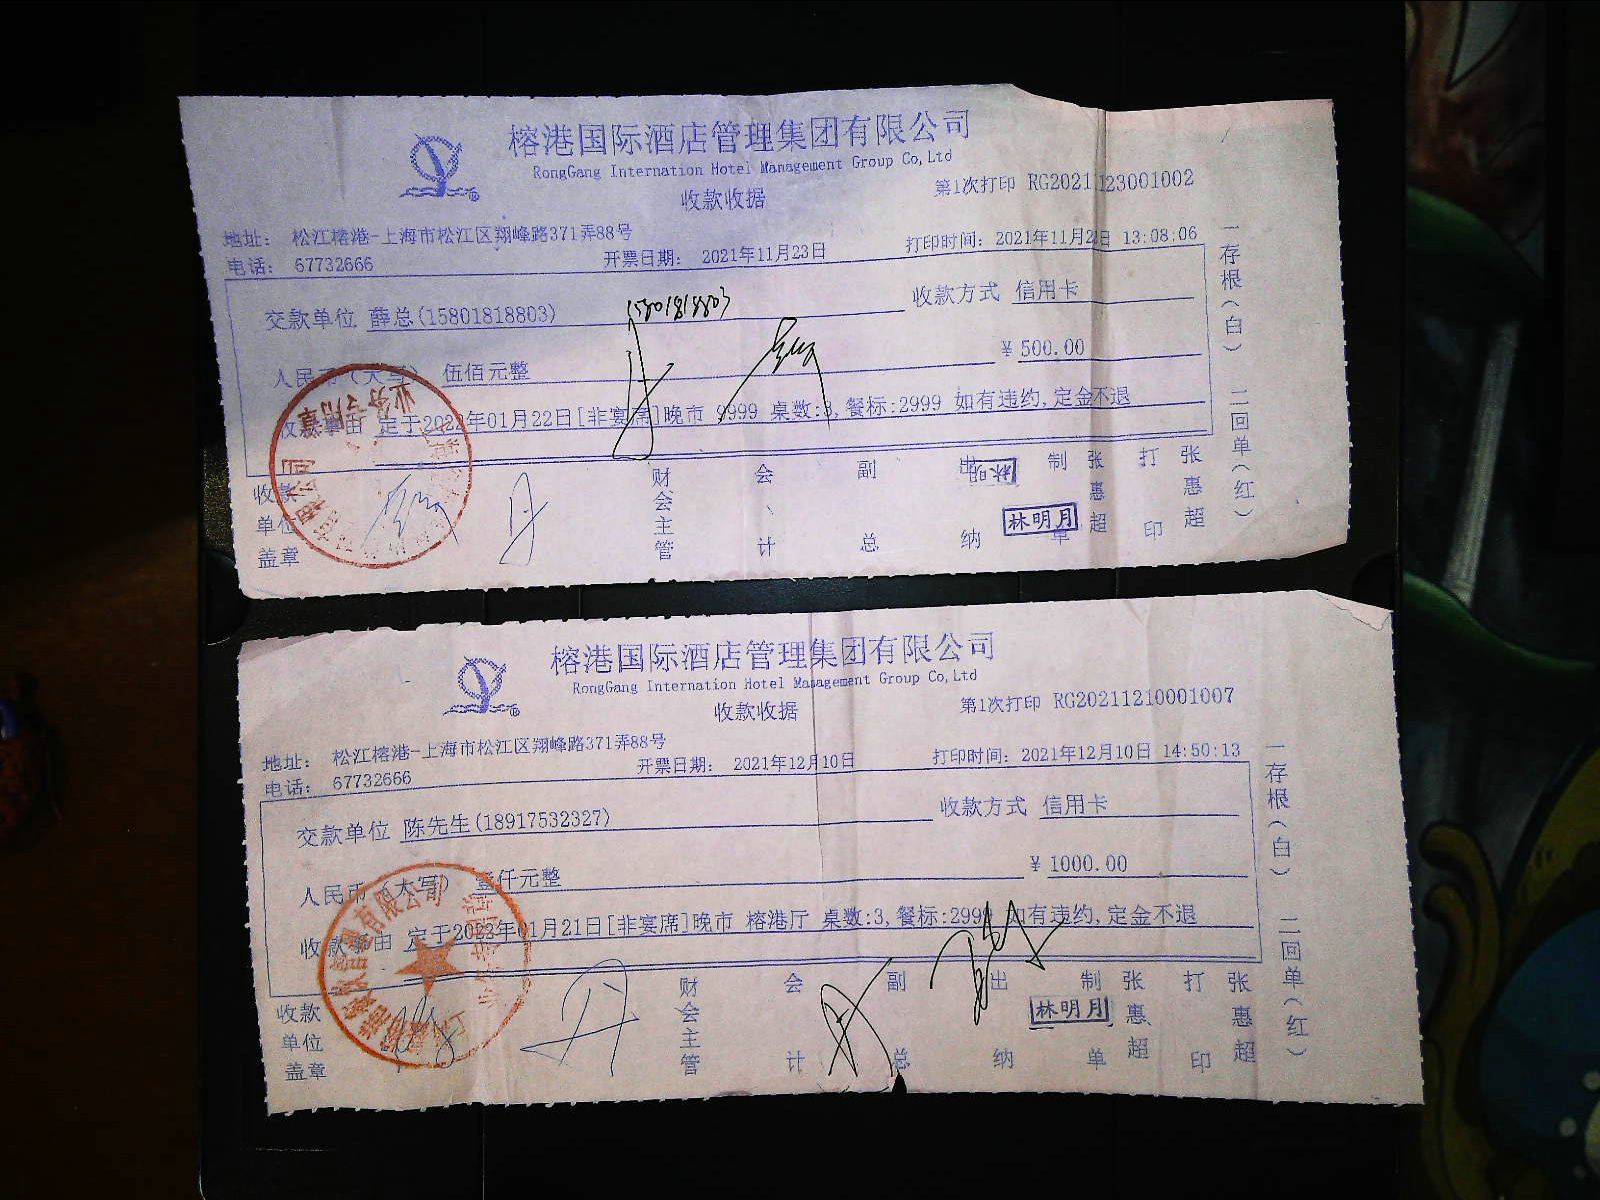 榕港国际酒店管理集团有限公司
RongGang Internation Hotel Management Group Co,Ltd
收款收据
第1次打印 RG20211123001002
地址： 松江榕港-上海市松江区翔峰路371弄88号
电话： 67732666
开票日期： 2021年11月23日
打印时间：2021年11月23日 13:08:06
交款单位 薛总(15801818803)
15801818803
收款方式 信用卡
人民币（大写） 伍佰元整
￥500.00
收款事由 定于2022年01月22日[非宴席]晚市 9999 桌数:3,餐标:2999 如有违约,定金不退
收款单位盖章
财会主管
会计
副总
出纳
林明月
林明月
制单
张惠超
打印
张惠超
一存根（白） 二回单（红）
榕港国际酒店管理集团有限公司
RongGang Internation Hotel Management Group Co,Ltd
收款收据
第1次打印 RG20211210001007
地址： 松江榕港-上海市松江区翔峰路371弄88号
电话： 67732666
开票日期： 2021年12月10日
打印时间：2021年12月10日 14:50:13
交款单位 陈先生(18917532327)
收款方式 信用卡
人民币（大写） 壹仟元整
￥1000.00
收款事由 定于2022年01月21日[非宴席]晚市 榕港厅 桌数:3,餐标:2999 如有违约,定金不退
收款单位盖章
财会主管
会计
副总
出纳
林明月
制单
张惠超
打印
张惠超
一存根（白） 二回单（红）